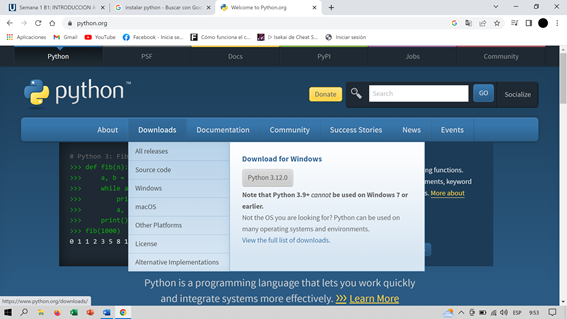 Semana 1 B1: INTRODUCCION A
instalar python - Buscar con Goo
Welcome to Python.org
python.org
Aplicaciones
Gmail
YouTube
Facebook - Inicia se...
Cómo funciona el c...
Isekai de Cheat S...
Iniciar sesión
Python
PSF
Docs
PyPI
Jobs
Community
python™
Donate
Search
GO
Socialize
About
Downloads
Documentation
Community
Success Stories
News
Events
# Python 3: Fib
>>> def fib(n):
>>> a, b =
>>> while a
>>> pri
>>> a,
>>> print()
>>> fib(1000)
0 1 1 2 3 5 8 1
All releases
Source code
Windows
macOS
Other Platforms
License
Alternative Implementations
Download for Windows
Python 3.12.0
Note that Python 3.9+ cannot be used on Windows 7 or
earlier.
Not the OS you are looking for? Python can be used on
many operating systems and environments.
View the full list of downloads.
ing functions.
ments, keyword
s. More about
Python is a programming language that lets you work quickly
and integrate systems more effectively. >>> Learn More
https://www.python.org/downloads/
ESP
9:53